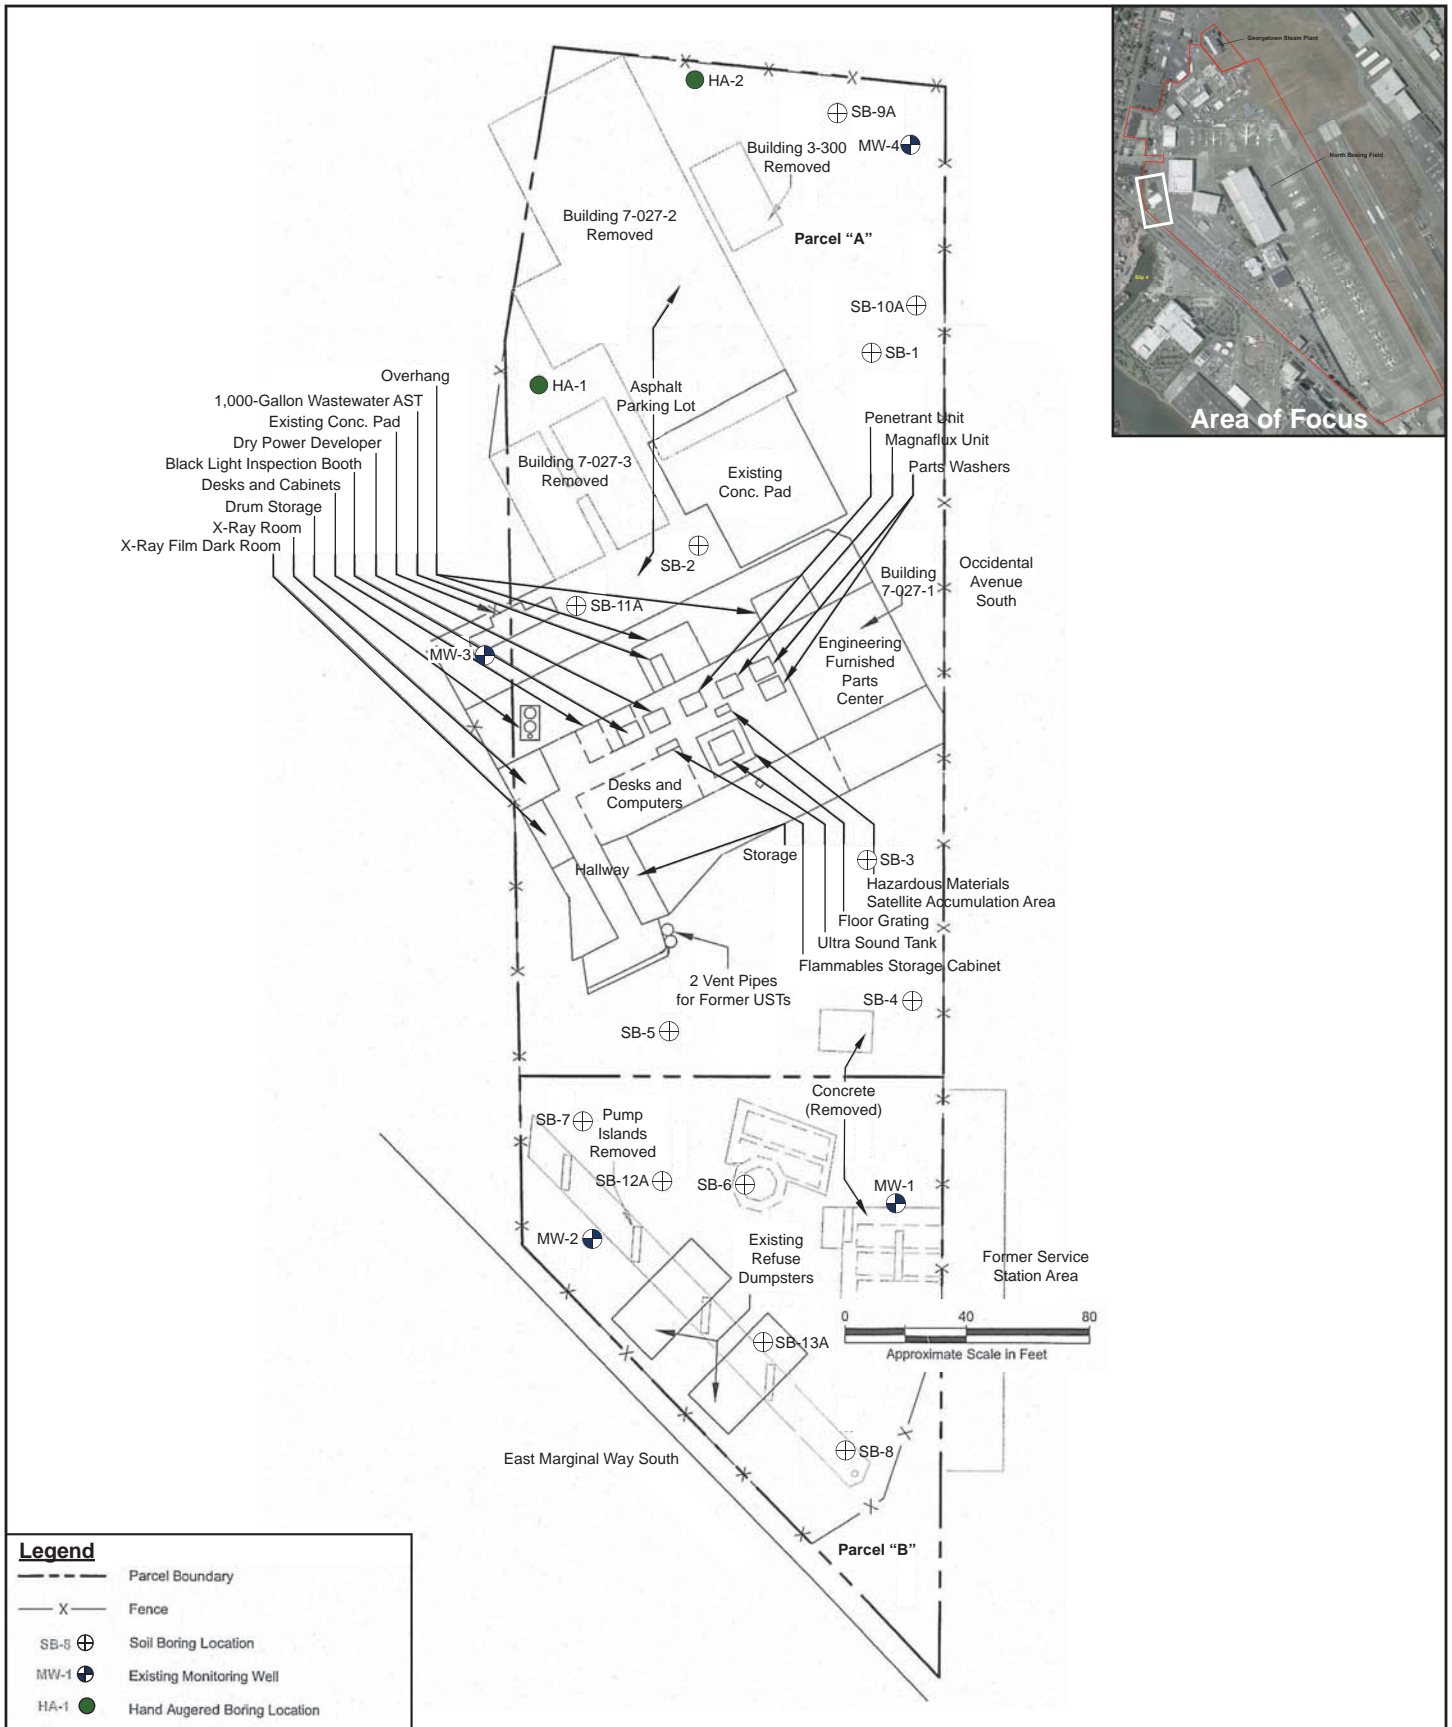 Georgetown Steam Plant
North Boeing Field
Slip 4
Area of Focus
HA-2
SB-9A
MW-4
Building 3-300
Removed
Building 7-027-2
Removed
Parcel “A”
SB-10A
SB-1
HA-1
Asphalt
Parking Lot
Overhang
1,000-Gallon Wastewater AST
Existing Conc. Pad
Dry Power Developer
Black Light Inspection Booth
Desks and Cabinets
Drum Storage
X-Ray Room
X-Ray Film Dark Room
Penetrant Unit
Magnaflux Unit
Parts Washers
Building 7-027-3
Removed
Existing
Conc. Pad
SB-2
SB-11A
MW-3
Building
7-027-1
Occidental
Avenue
South
Engineering
Furnished
Parts
Center
Desks and
Computers
Hallway
Storage
SB-3
Hazardous Materials
Satellite Accumulation Area
Floor Grating
Ultra Sound Tank
Flammables Storage Cabinet
2 Vent Pipes
for Former USTs
SB-4
SB-5
Concrete
(Removed)
SB-7
Pump
Islands
Removed
SB-12A
SB-6
MW-1
MW-2
Existing
Refuse
Dumpsters
Former Service
Station Area
0 40 80
Approximate Scale in Feet
SB-13A
SB-8
East Marginal Way South
Parcel “B”
Legend
Parcel Boundary
X Fence
SB-8 Soil Boring Location
MW-1 Existing Monitoring Well
HA-1 Hand Augered Boring Location